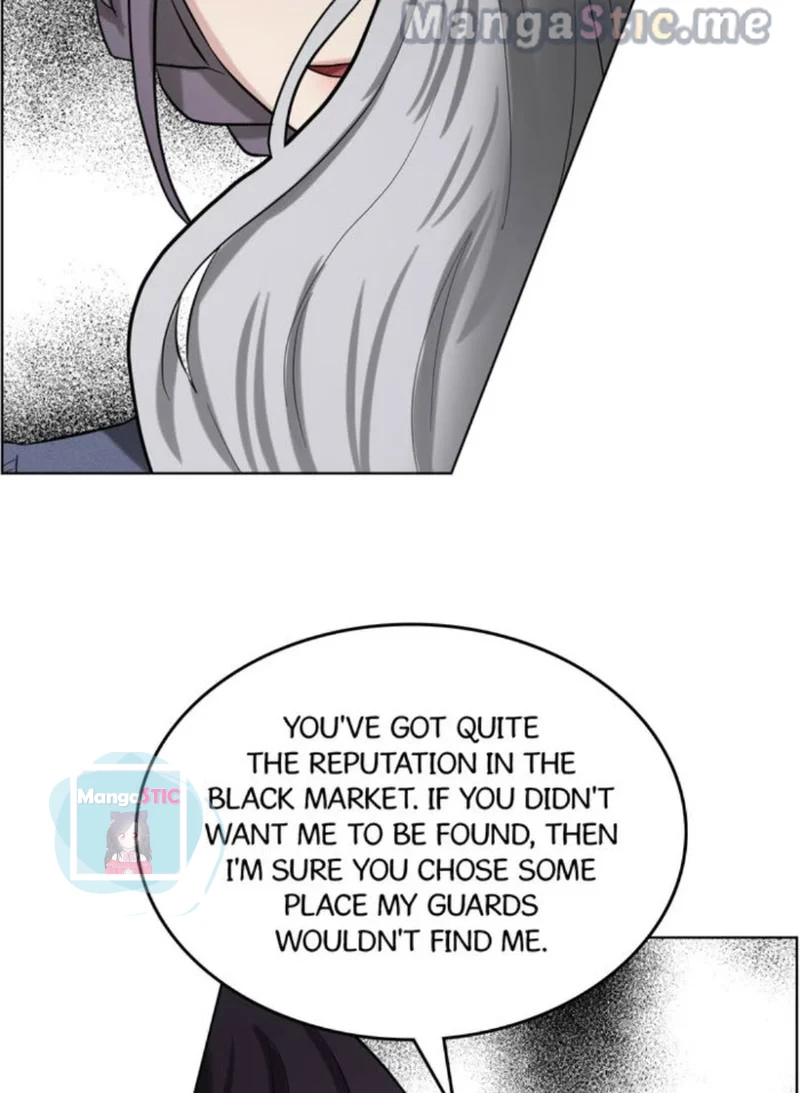 MangaStic.me
YOU'VE GOT QUITE
THE REPUTATION IN THE
BLACK MARKET. IF YOU DIDN'T
WANT ME TO BE FOUND, THEN
I'M SURE YOU CHOSE SOME
PLACE MY GUARDS
WOULDN'T FIND ME.
MangaSTIC